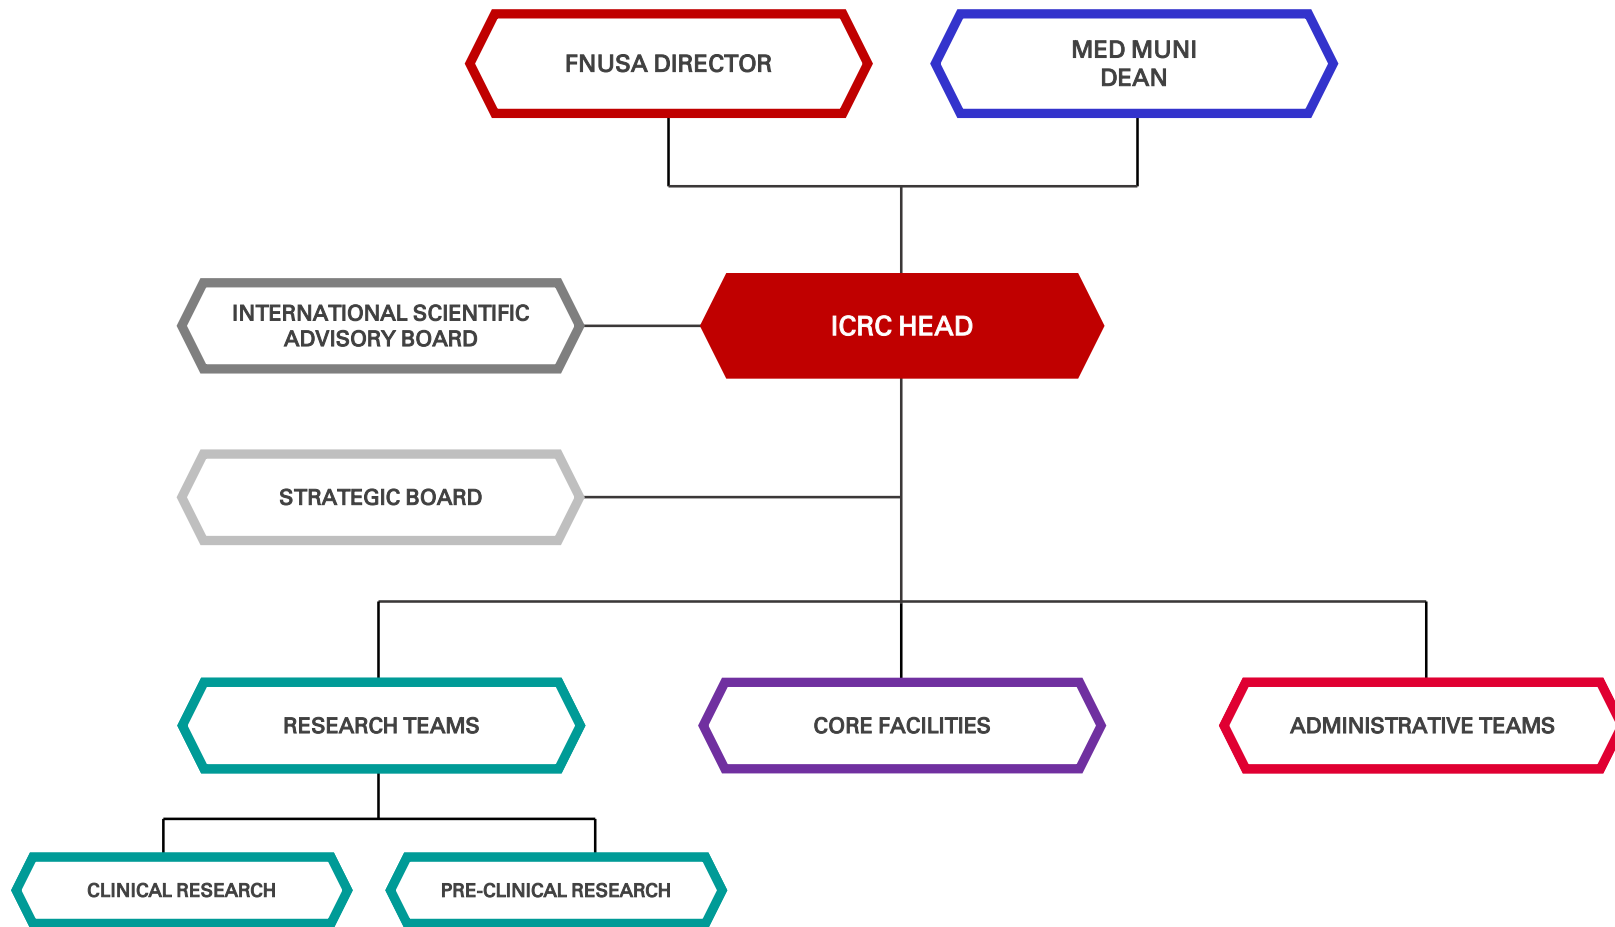 FNUSA DIRECTOR
MED MUNI
DEAN
INTERNATIONAL SCIENTIFIC
ADVISORY BOARD
ICRC HEAD
STRATEGIC BOARD
RESEARCH TEAMS
CORE FACILITIES
ADMINISTRATIVE TEAMS
CLINICAL RESEARCH
PRE-CLINICAL RESEARCH